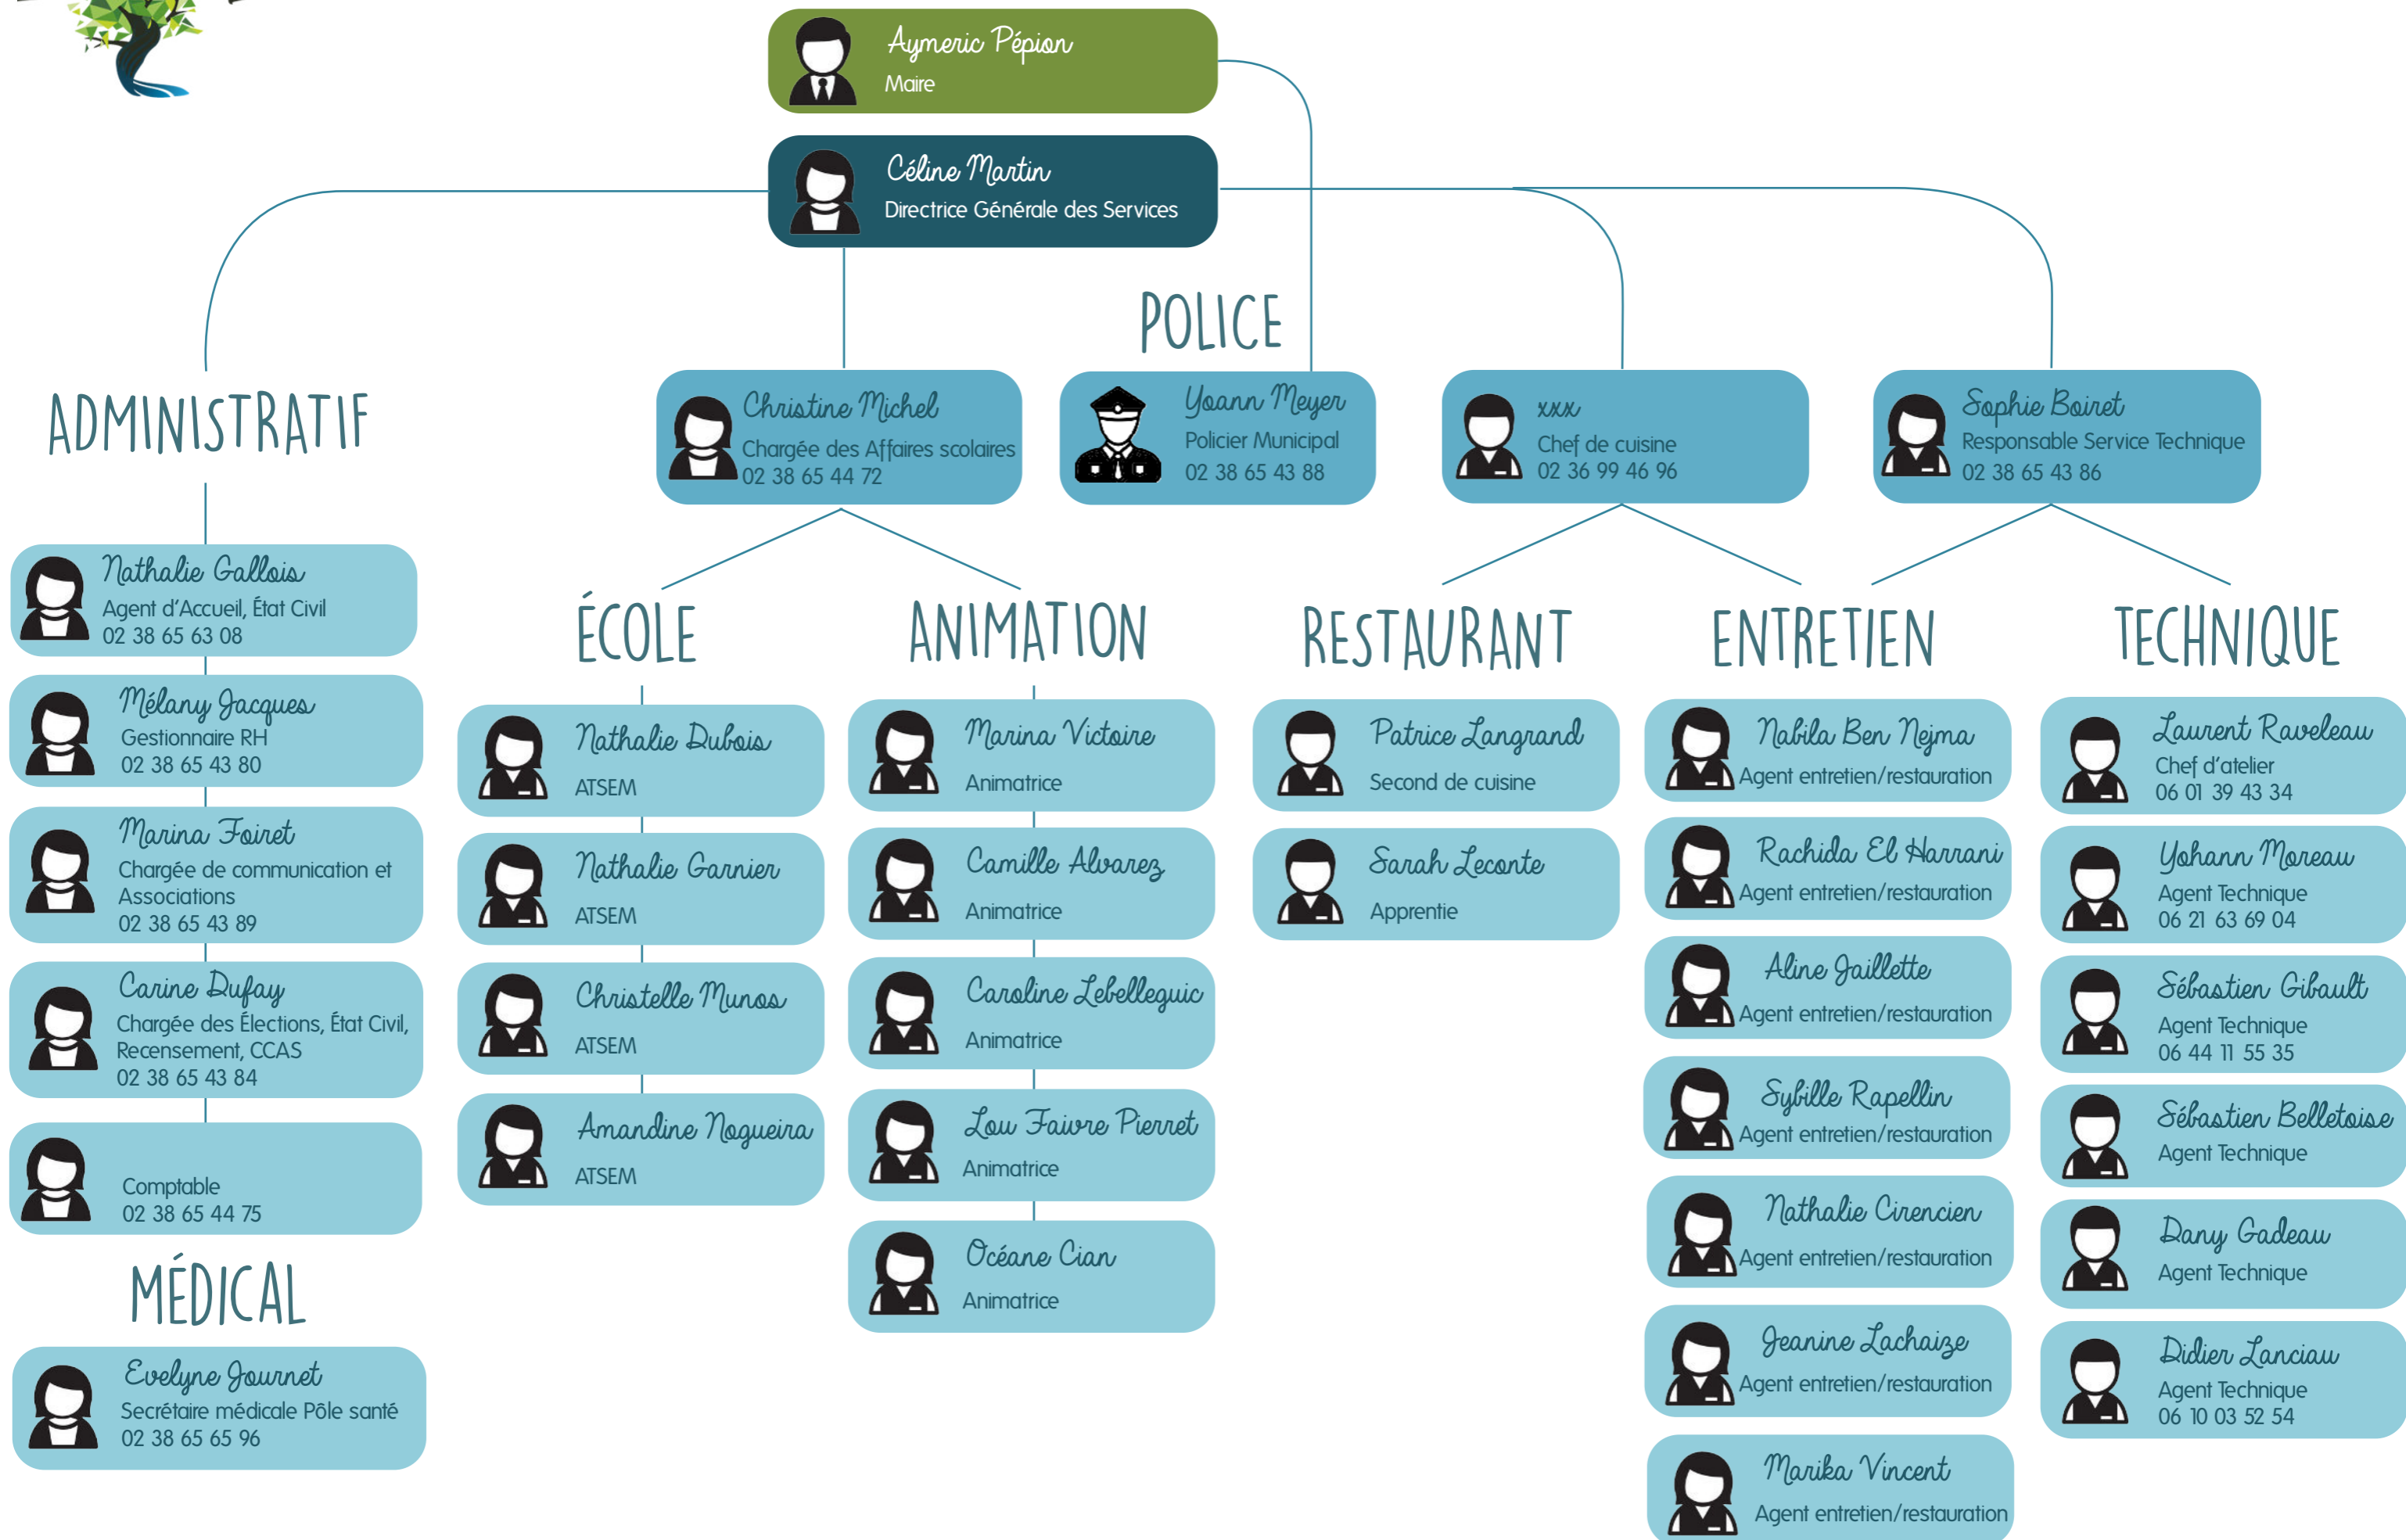 Aymeric Pépion
Maire
Céline Martin
Directrice Générale des Services
POLICE
ADMINISTRATIF
Christine Michel
Chargée des Affaires scolaires
02 38 65 44 72
Yoann Meyer
Policier Municipal
02 38 65 43 88
xxx
Chef de cuisine
02 36 99 46 96
Sophie Boiret
Responsable Service Technique
02 38 65 43 86
Nathalie Gallois
Agent d'Accueil, État Civil
02 38 65 63 08
Mélany Jacques
Gestionnaire RH
02 38 65 43 80
Marina Foiret
Chargée de communication et
Associations
02 38 65 43 89
Carine Dufay
Chargée des Élections, État Civil,
Recensement, CCAS
02 38 65 43 84
Comptable
02 38 65 44 75
MÉDICAL
Evelyne Journet
Secrétaire médicale Pôle santé
02 38 65 65 96
ÉCOLE
Nathalie Dubois
ATSEM
Nathalie Garnier
ATSEM
Christelle Munos
ATSEM
Amandine Nogueira
ATSEM
ANIMATION
Marina Victoire
Animatrice
Camille Alvarez
Animatrice
Caroline Lebelleguic
Animatrice
Lou Faivre Pierret
Animatrice
Océane Cian
Animatrice
RESTAURANT
Patrice Langrand
Second de cuisine
Sarah Leconte
Apprentie
ENTRETIEN
Nabila Ben Nejma
Agent entretien/restauration
Rachida El Harrani
Agent entretien/restauration
Aline Jaillette
Agent entretien/restauration
Sybille Rapellin
Agent entretien/restauration
Nathalie Cirencien
Agent entretien/restauration
Jeanine Lachaize
Agent entretien/restauration
Marika Vincent
Agent entretien/restauration
TECHNIQUE
Laurent Raveleau
Chef d'atelier
06 01 39 43 34
Yohann Moreau
Agent Technique
06 21 63 69 04
Sébastien Gibault
Agent Technique
06 44 11 55 35
Sébastien Belletoise
Agent Technique
Dany Gadeau
Agent Technique
Didier Lanciau
Agent Technique
06 10 03 52 54